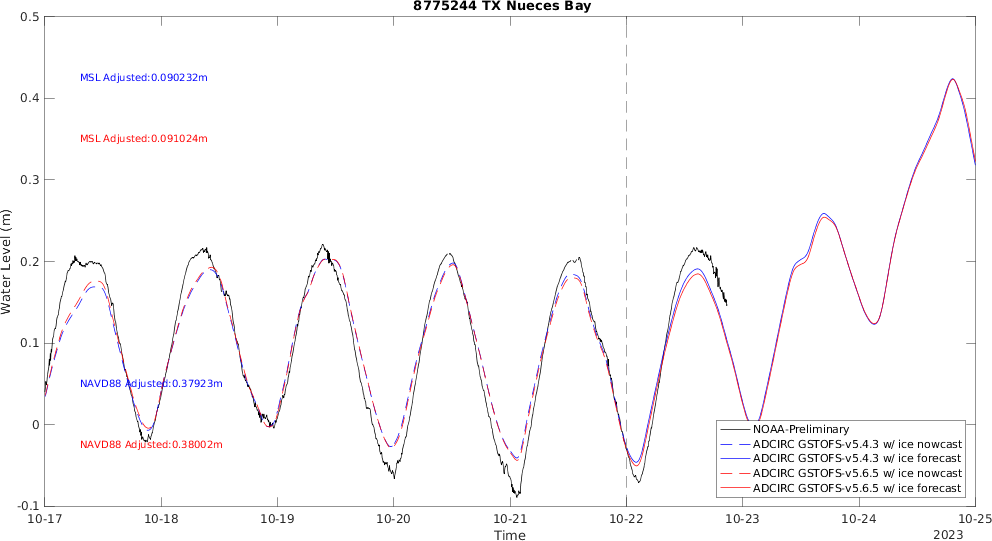 8775244 TX Nueces Bay
0.5
0.4
0.3
0.2
0.1
0
-0.1
Water Level (m)
MSL Adjusted:0.090232m
MSL Adjusted:0.091024m
NAVD88 Adjusted:0.37923m
NAVD88 Adjusted:0.38002m
NOAA-Preliminary
ADCIRC GSTOFS-v5.4.3 w/ ice nowcast
ADCIRC GSTOFS-v5.4.3 w/ ice forecast
ADCIRC GSTOFS-v5.6.5 w/ ice nowcast
ADCIRC GSTOFS-v5.6.5 w/ ice forecast
10-17 10-18 10-19 10-20 10-21 10-22 10-23 10-24 10-25
Time
2023